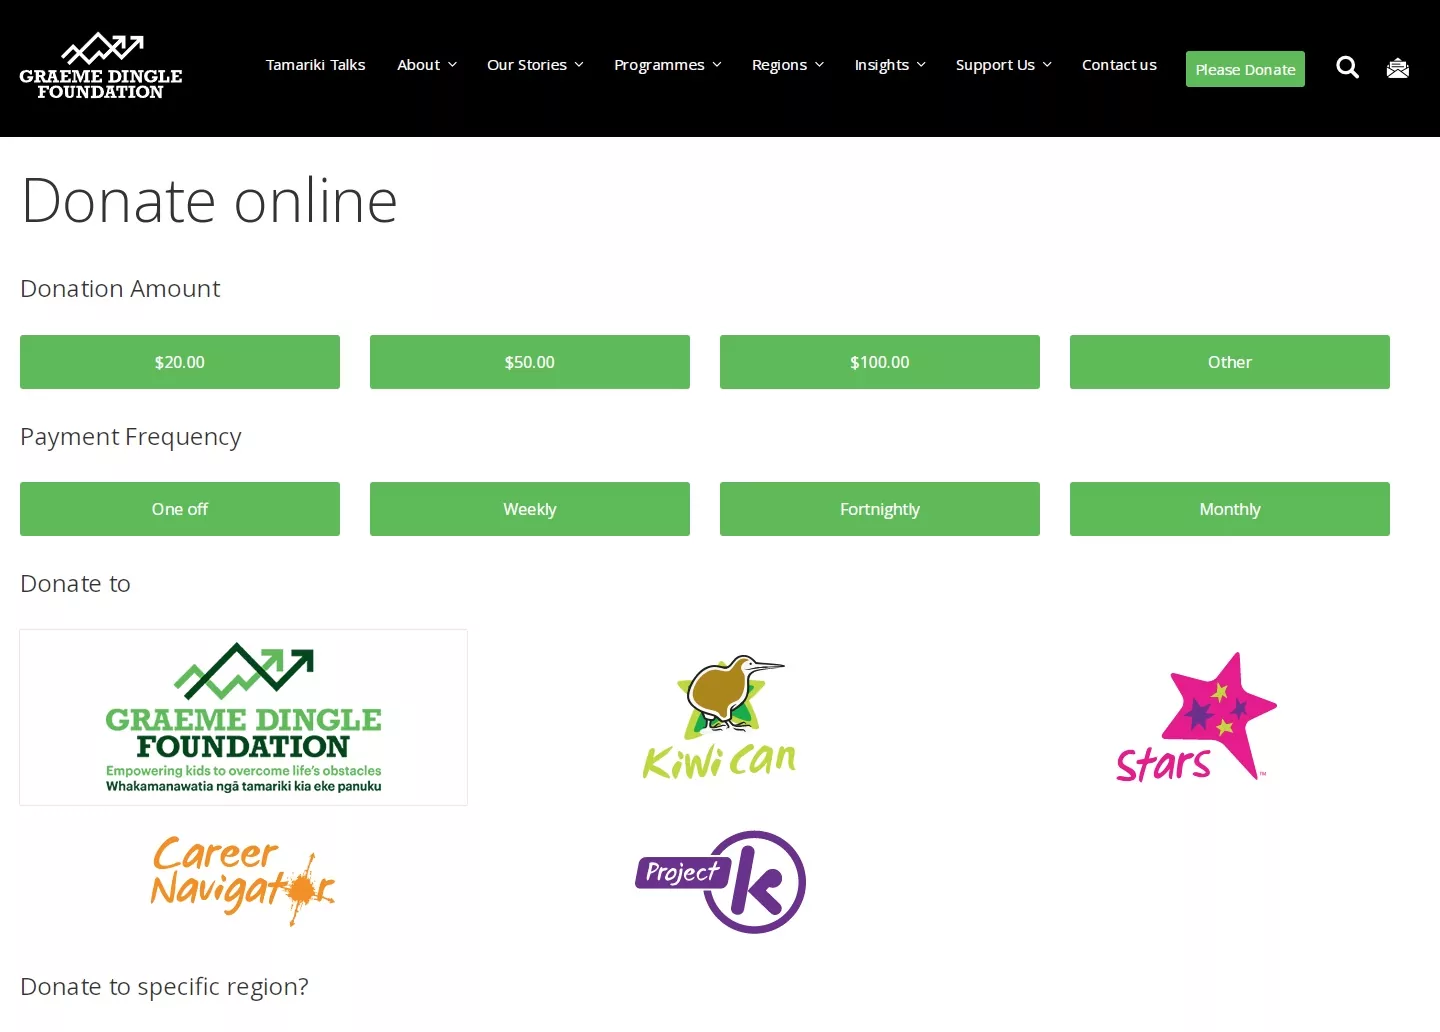 GRAEME DINGLE
FOUNDATION
Tamariki Talks
About
Our Stories
Programmes
Regions
Insights
Support Us
Contact us
Please Donate
Donate online
Donation Amount
$20.00
$50.00
$100.00
Other
Payment Frequency
One off
Weekly
Fortnightly
Monthly
Donate to
GRAEME DINGLE
FOUNDATION
Empowering kids to overcome life's obstacles
Whakamanawatia ngā tamariki kia eke panuku
Kiwi Can
Stars™
Career
Navigator
Project K
Donate to specific region?